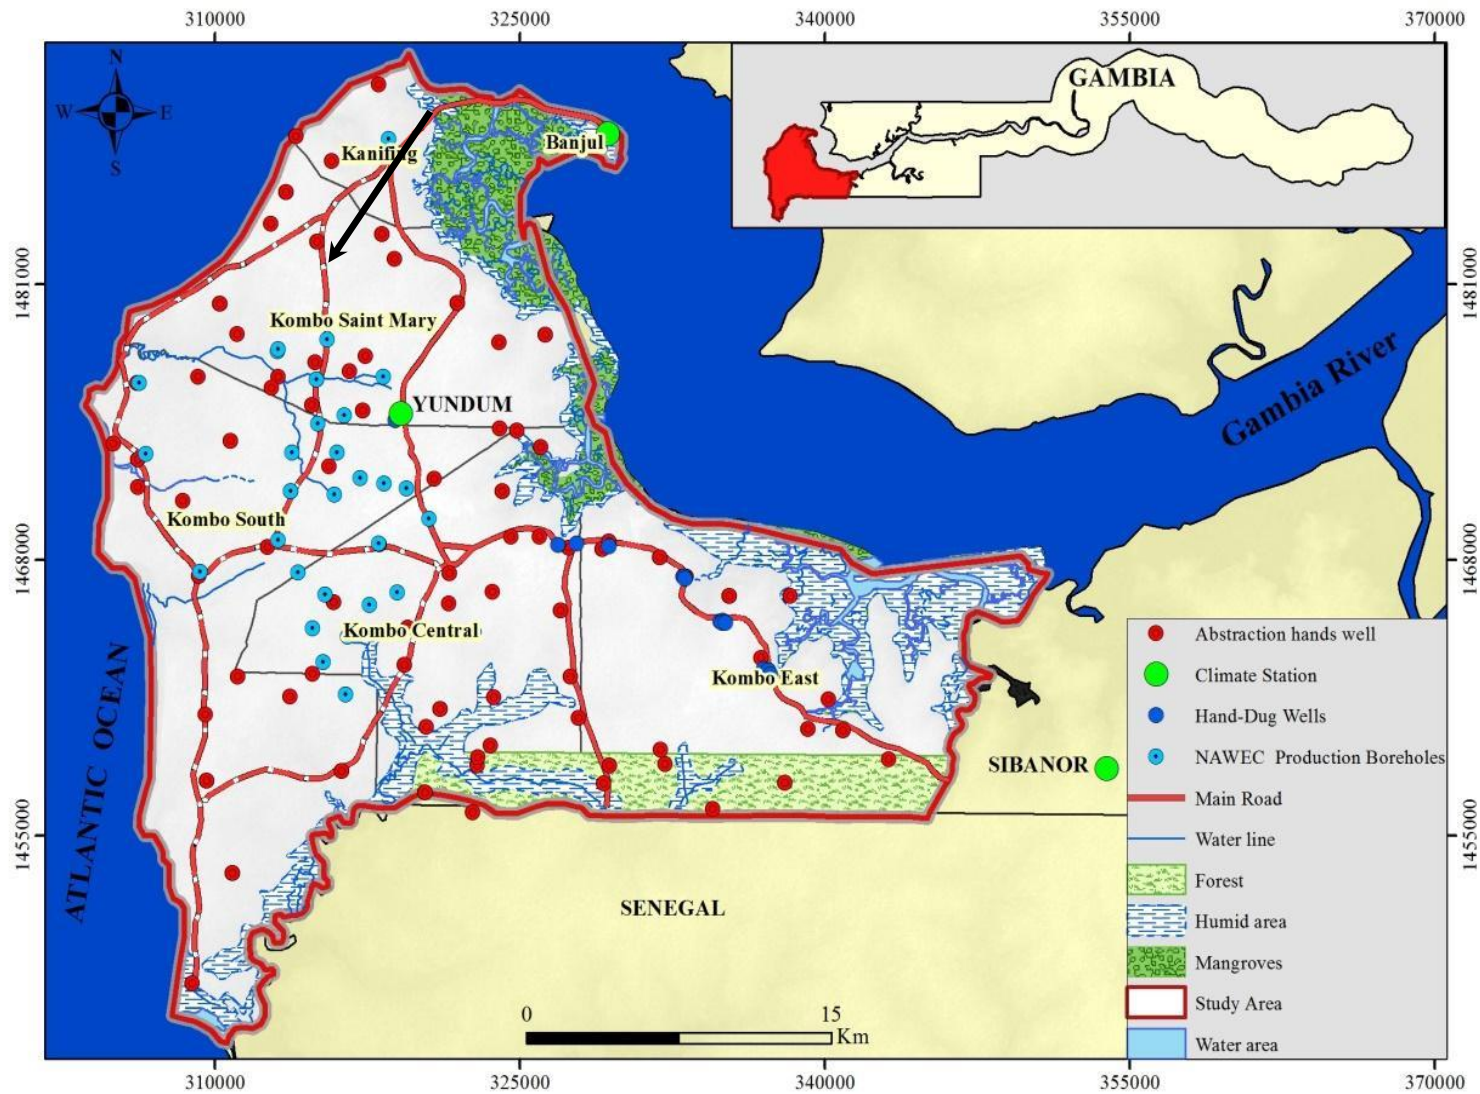 310000
325000
340000
355000
370000
N
W
E
S
GAMBIA
Kanifing
Banjul
1481000
1481000
Kombo Saint Mary
Gambia River
YUNDUM
Kombo South
1468000
1468000
Kombo Central
Kombo East
ATLANTIC OCEAN
SIBANOR
SENEGAL
1455000
1455000
Abstraction hands well
Climate Station
Hand-Dug Wells
NAWEC Production Boreholes
Main Road
Water line
Forest
Humid area
Mangroves
Study Area
Water area
0
15
Km
310000
325000
340000
355000
370000